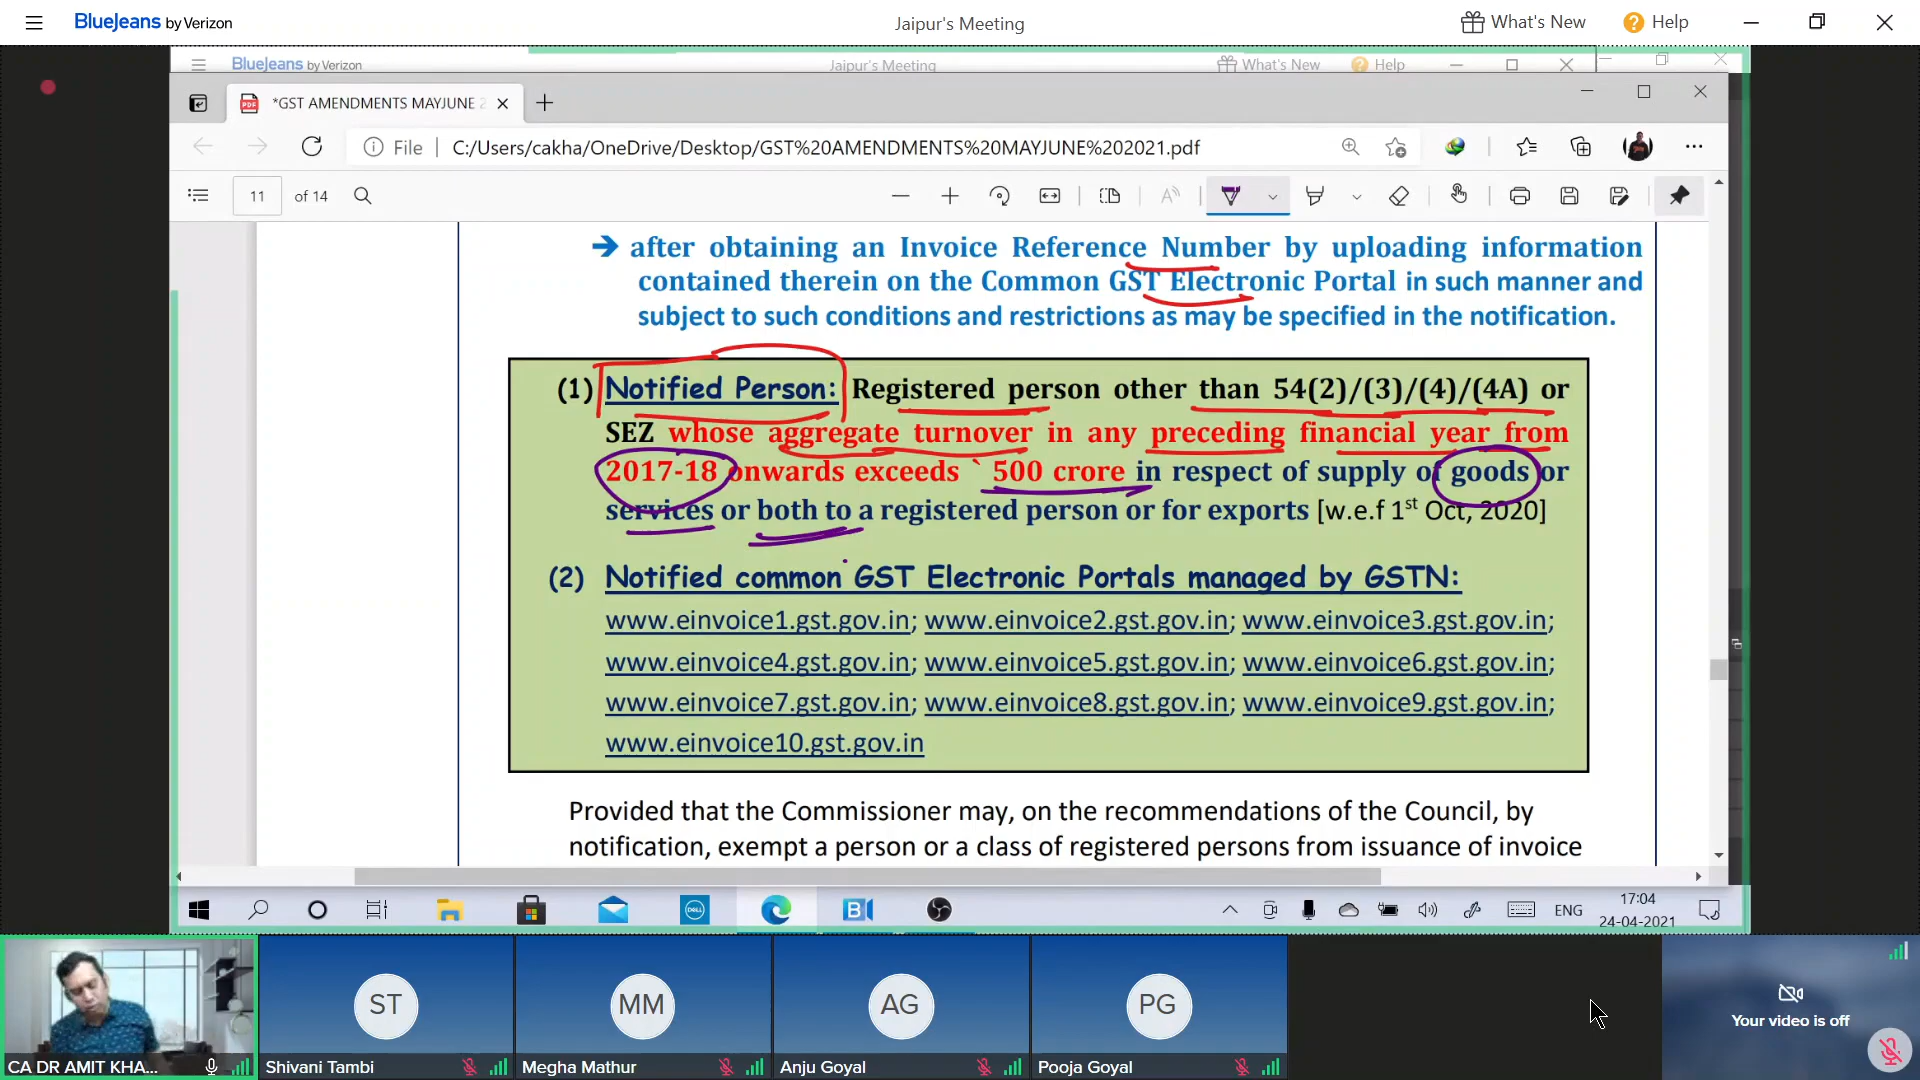 BlueJeans by Verizon
Jaipur's Meeting
What's New
Help
BlueJeans by Verizon
Jaipur's Meeting
What's New
Help
*GST AMENDMENTS MAYJUNE 2
File
C:/Users/cakha/OneDrive/Desktop/GST%20AMENDMENTS%20MAYJUNE%202021.pdf
11 of 14
➔ after obtaining an Invoice Reference Number by uploading information
contained therein on the Common GST Electronic Portal in such manner and
subject to such conditions and restrictions as may be specified in the notification.
(1) Notified Person: Registered person other than 54(2)/(3)/(4)/(4A) or
SEZ whose aggregate turnover in any preceding financial year from
2017-18 onwards exceeds ` 500 crore in respect of supply of goods or
services or both to a registered person or for exports [w.e.f 1st Oct, 2020]
(2) Notified common GST Electronic Portals managed by GSTN:
www.einvoice1.gst.gov.in; www.einvoice2.gst.gov.in; www.einvoice3.gst.gov.in;
www.einvoice4.gst.gov.in; www.einvoice5.gst.gov.in; www.einvoice6.gst.gov.in;
www.einvoice7.gst.gov.in; www.einvoice8.gst.gov.in; www.einvoice9.gst.gov.in;
www.einvoice10.gst.gov.in
Provided that the Commissioner may, on the recommendations of the Council, by
notification, exempt a person or a class of registered persons from issuance of invoice
DELL
B
ENG
17:04
24-04-2021
ST
MM
AG
PG
Your video is off
CA DR AMIT KHA...
Shivani Tambi
Megha Mathur
Anju Goyal
Pooja Goyal